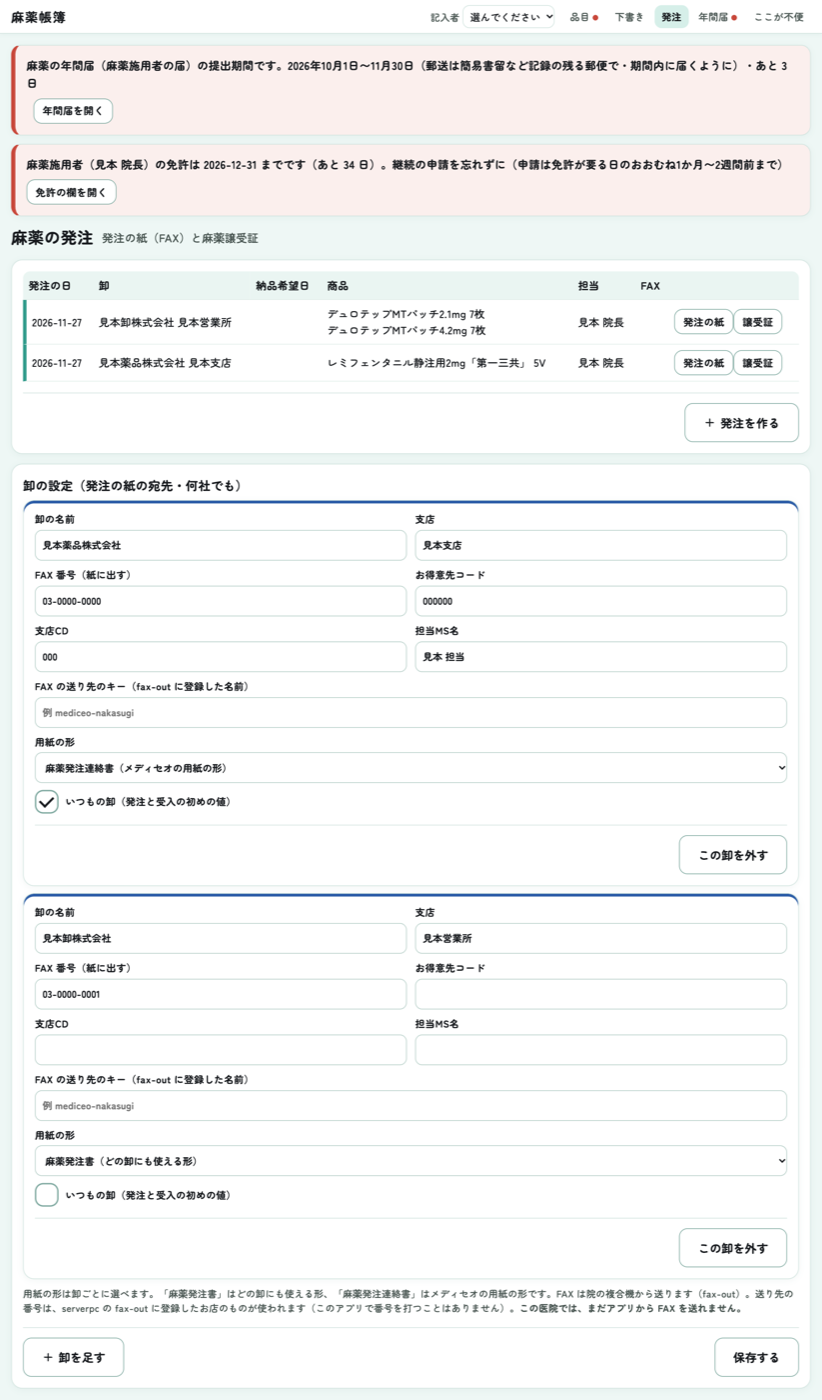 麻薬帳簿
記入者 選んでください 品目 下書き 発注 年間届 ここが不便
麻薬の年間届（麻薬施用者の届）の提出期間です。2026年10月1日〜11月30日（郵送は簡易書留など記録の残る郵便で・期間内に届くように）・あと 3
日
年間届を開く
麻薬施用者（見本 院長）の免許は 2026-12-31 までです（あと 34 日）。継続の申請を忘れずに（申請は免許が要る日のおおむね1か月〜2週間前まで）
免許の欄を開く
麻薬の発注 発注の紙（FAX）と麻薬譲受証
発注の日 卸 納品希望日 商品 担当 FAX
2026-11-27 見本卸株式会社 見本営業所 デュロテップMTパッチ2.1mg 7枚
デュロテップMTパッチ4.2mg 7枚 見本 院長 発注の紙 譲受証
2026-11-27 見本薬品株式会社 見本支店 レミフェンタニル静注用2mg「第一三共」 5V 見本 院長 発注の紙 譲受証
＋ 発注を作る
卸の設定（発注の紙の宛先・何社でも）
卸の名前 支店
見本薬品株式会社 見本支店
FAX 番号（紙に出す） お得意先コード
03-0000-0000 000000
支店CD 担当MS名
000 見本 担当
FAX の送り先のキー（fax-out に登録した名前）
例 mediceo-nakasugi
用紙の形
麻薬発注連絡書（メディセオの用紙の形）
いつもの卸（発注と受入の初めの値）
この卸を外す
卸の名前 支店
見本卸株式会社 見本営業所
FAX 番号（紙に出す） お得意先コード
03-0000-0001
支店CD 担当MS名
FAX の送り先のキー（fax-out に登録した名前）
例 mediceo-nakasugi
用紙の形
麻薬発注書（どの卸にも使える形）
いつもの卸（発注と受入の初めの値）
この卸を外す
用紙の形は卸ごとに選べます。「麻薬発注書」はどの卸にも使える形、「麻薬発注連絡書」はメディセオの用紙の形です。FAX は院の複合機から送ります（fax-out）。送り先の
番号は、serverpc の fax-out に登録したお店のものが使われます（このアプリで番号を打つことはありません）。この医院では、まだアプリから FAX を送れません。
＋ 卸を足す 保存する